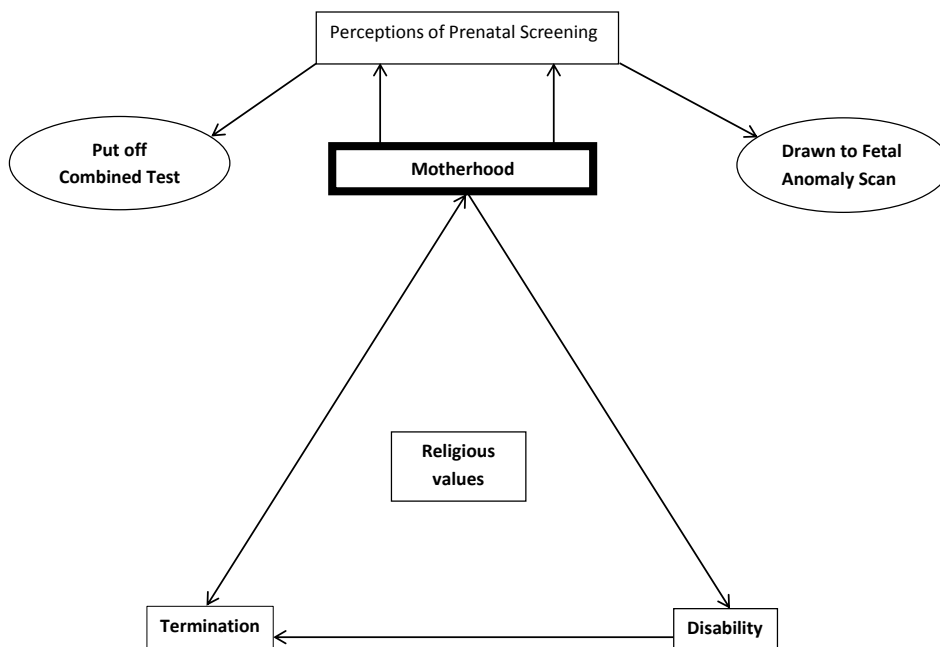 Perceptions of Prenatal Screening
Put off
Combined Test
Motherhood
Drawn to Fetal
Anomaly Scan
Religious
values
Termination
Disability